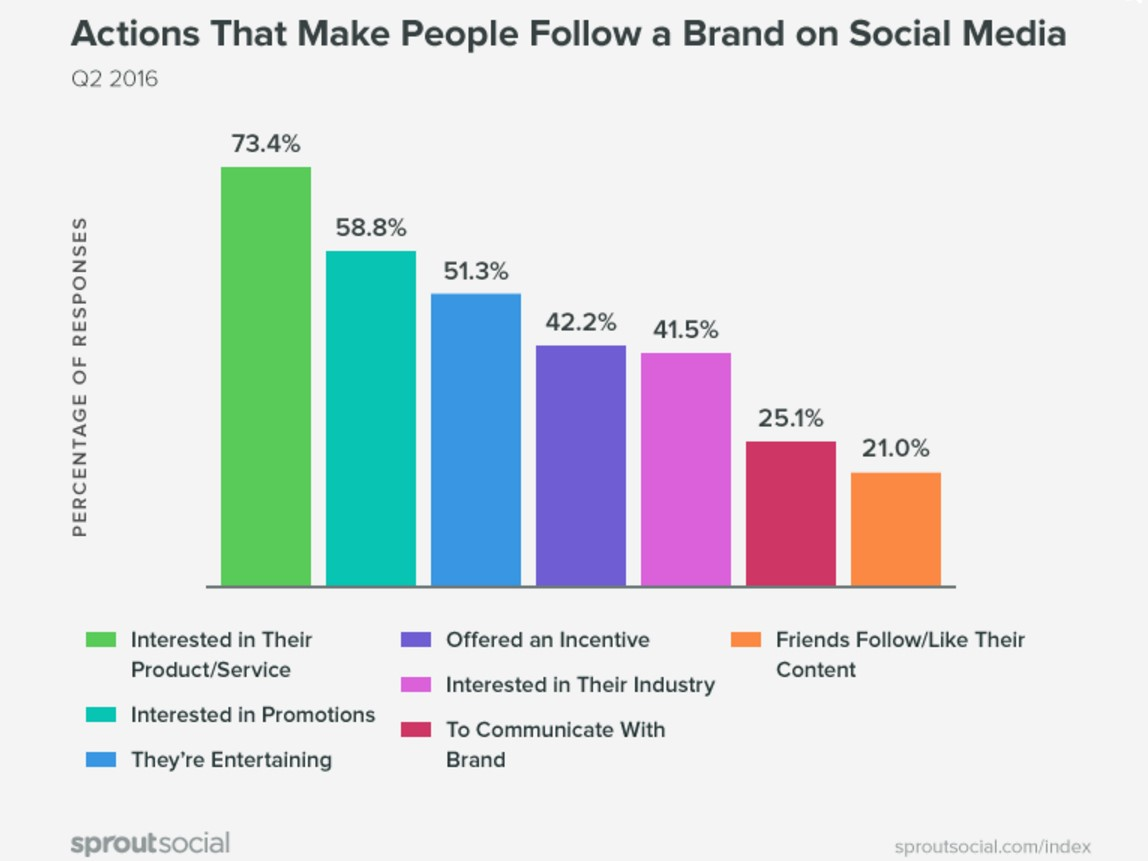 Actions That Make People Follow a Brand on Social Media
Q2 2016
PERCENTAGE OF RESPONSES
73.4%
58.8%
51.3%
42.2%
41.5%
25.1%
21.0%
Interested in Their
Product/Service
Interested in Promotions
They're Entertaining
Offered an Incentive
Interested in Their Industry
To Communicate With
Brand
Friends Follow/Like Their
Content
sproutsocial
sproutsocial.com/index